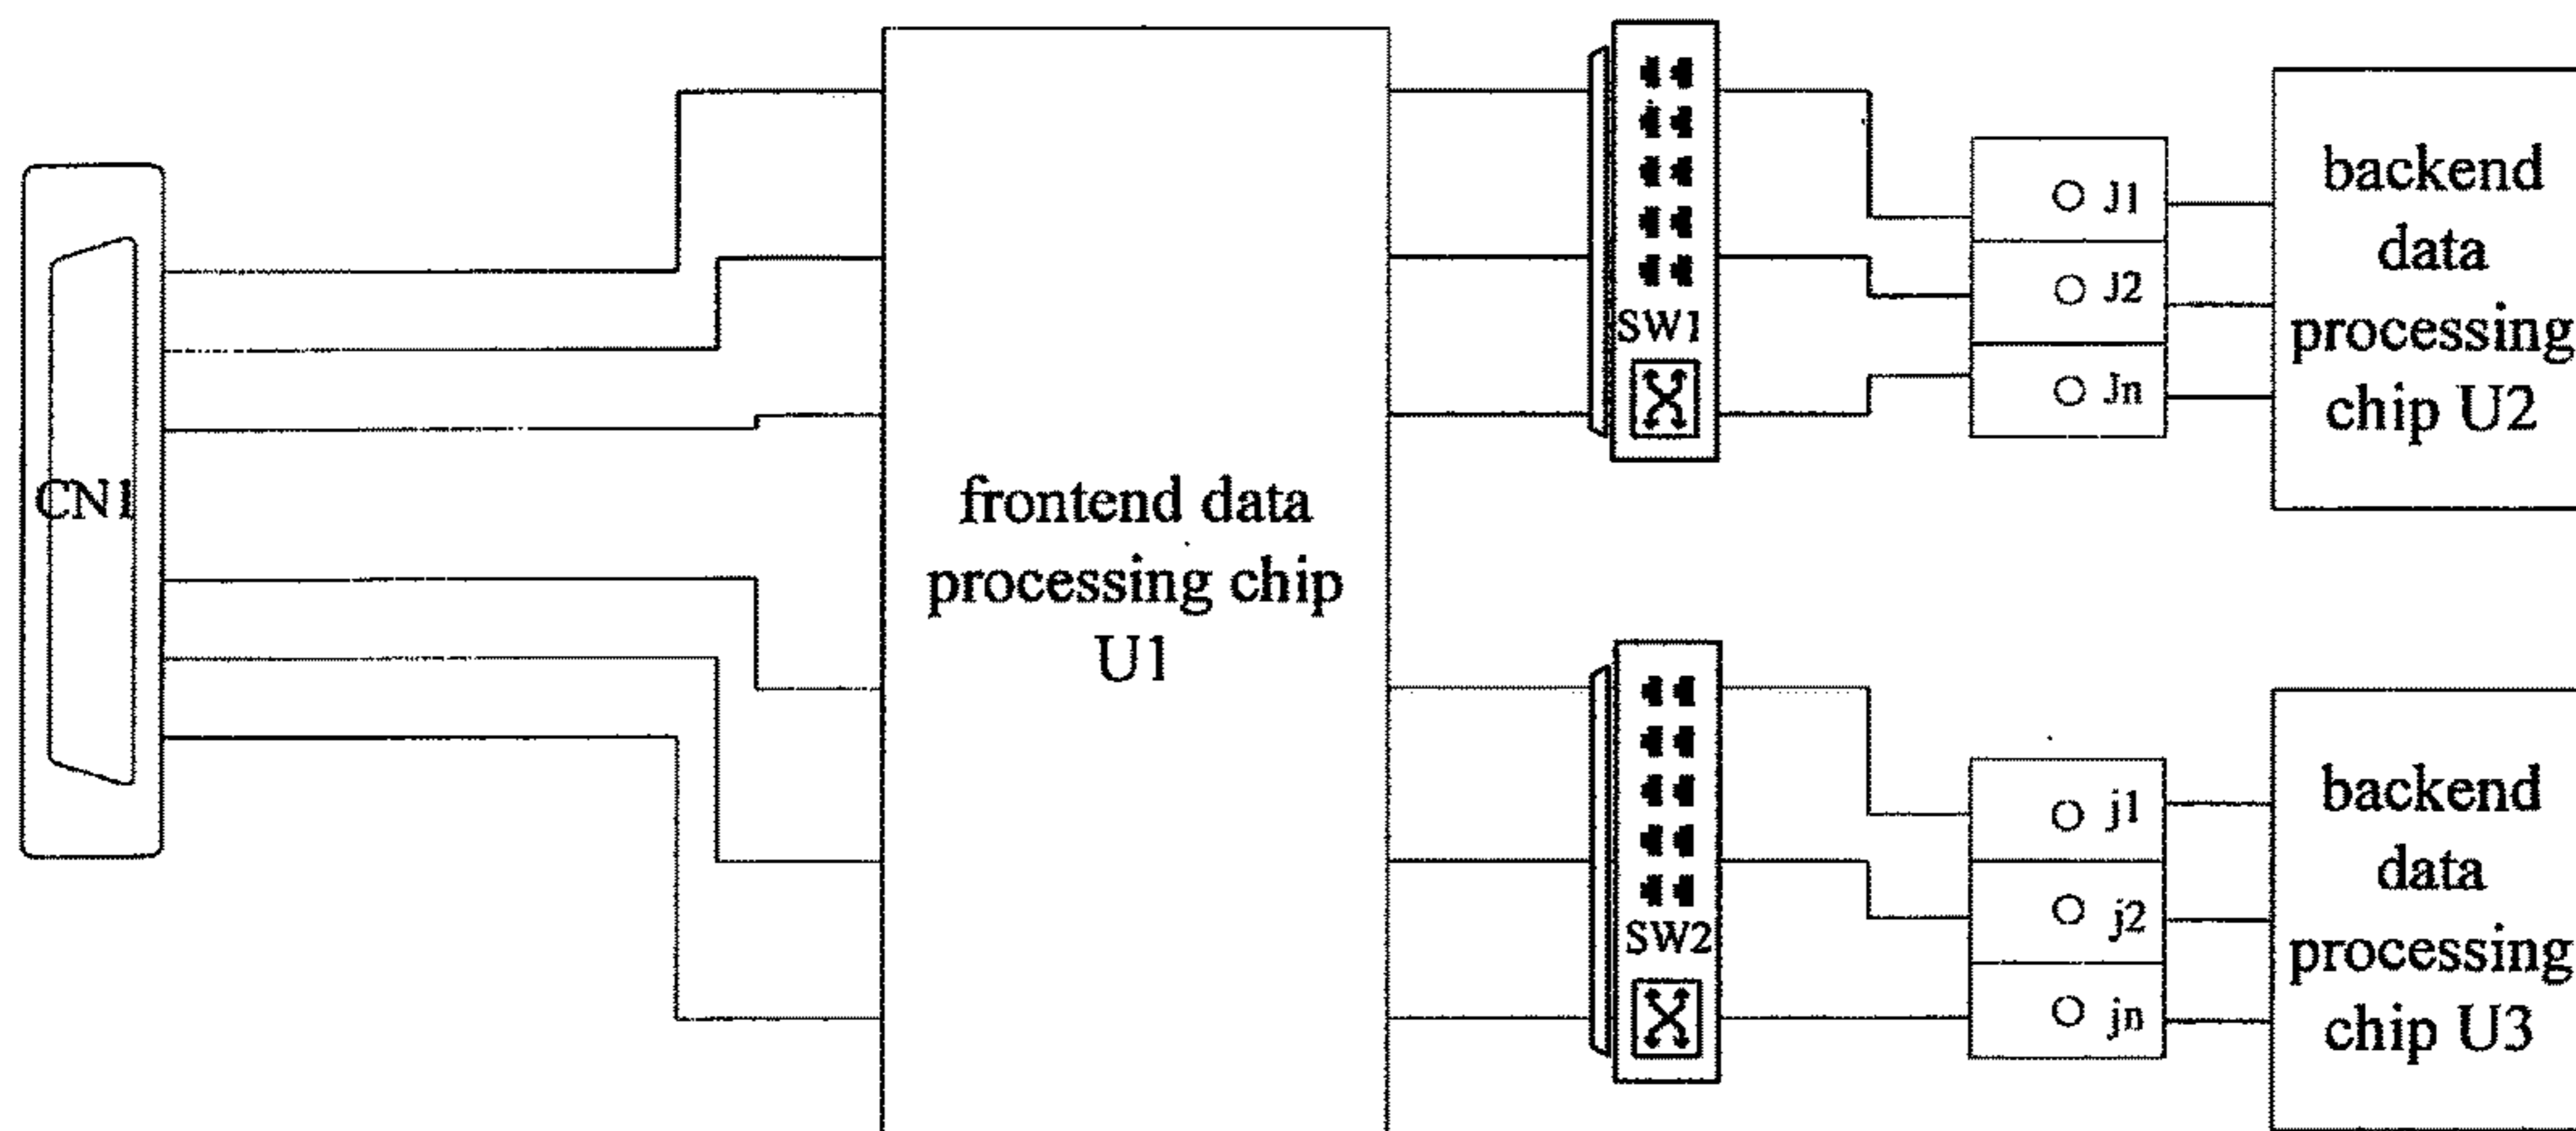 CN1
frontend data
processing chip
U1
SW1
J1
J2
Jn
backend
data
processing
chip U2
SW2
j1
j2
jn
backend
data
processing
chip U3